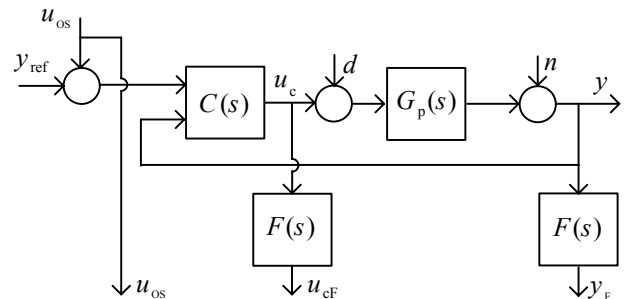 u_os
y_ref
C(s)
u_c
d
G_p(s)
n
y
F(s)
F(s)
u_os
u_cF
y_F